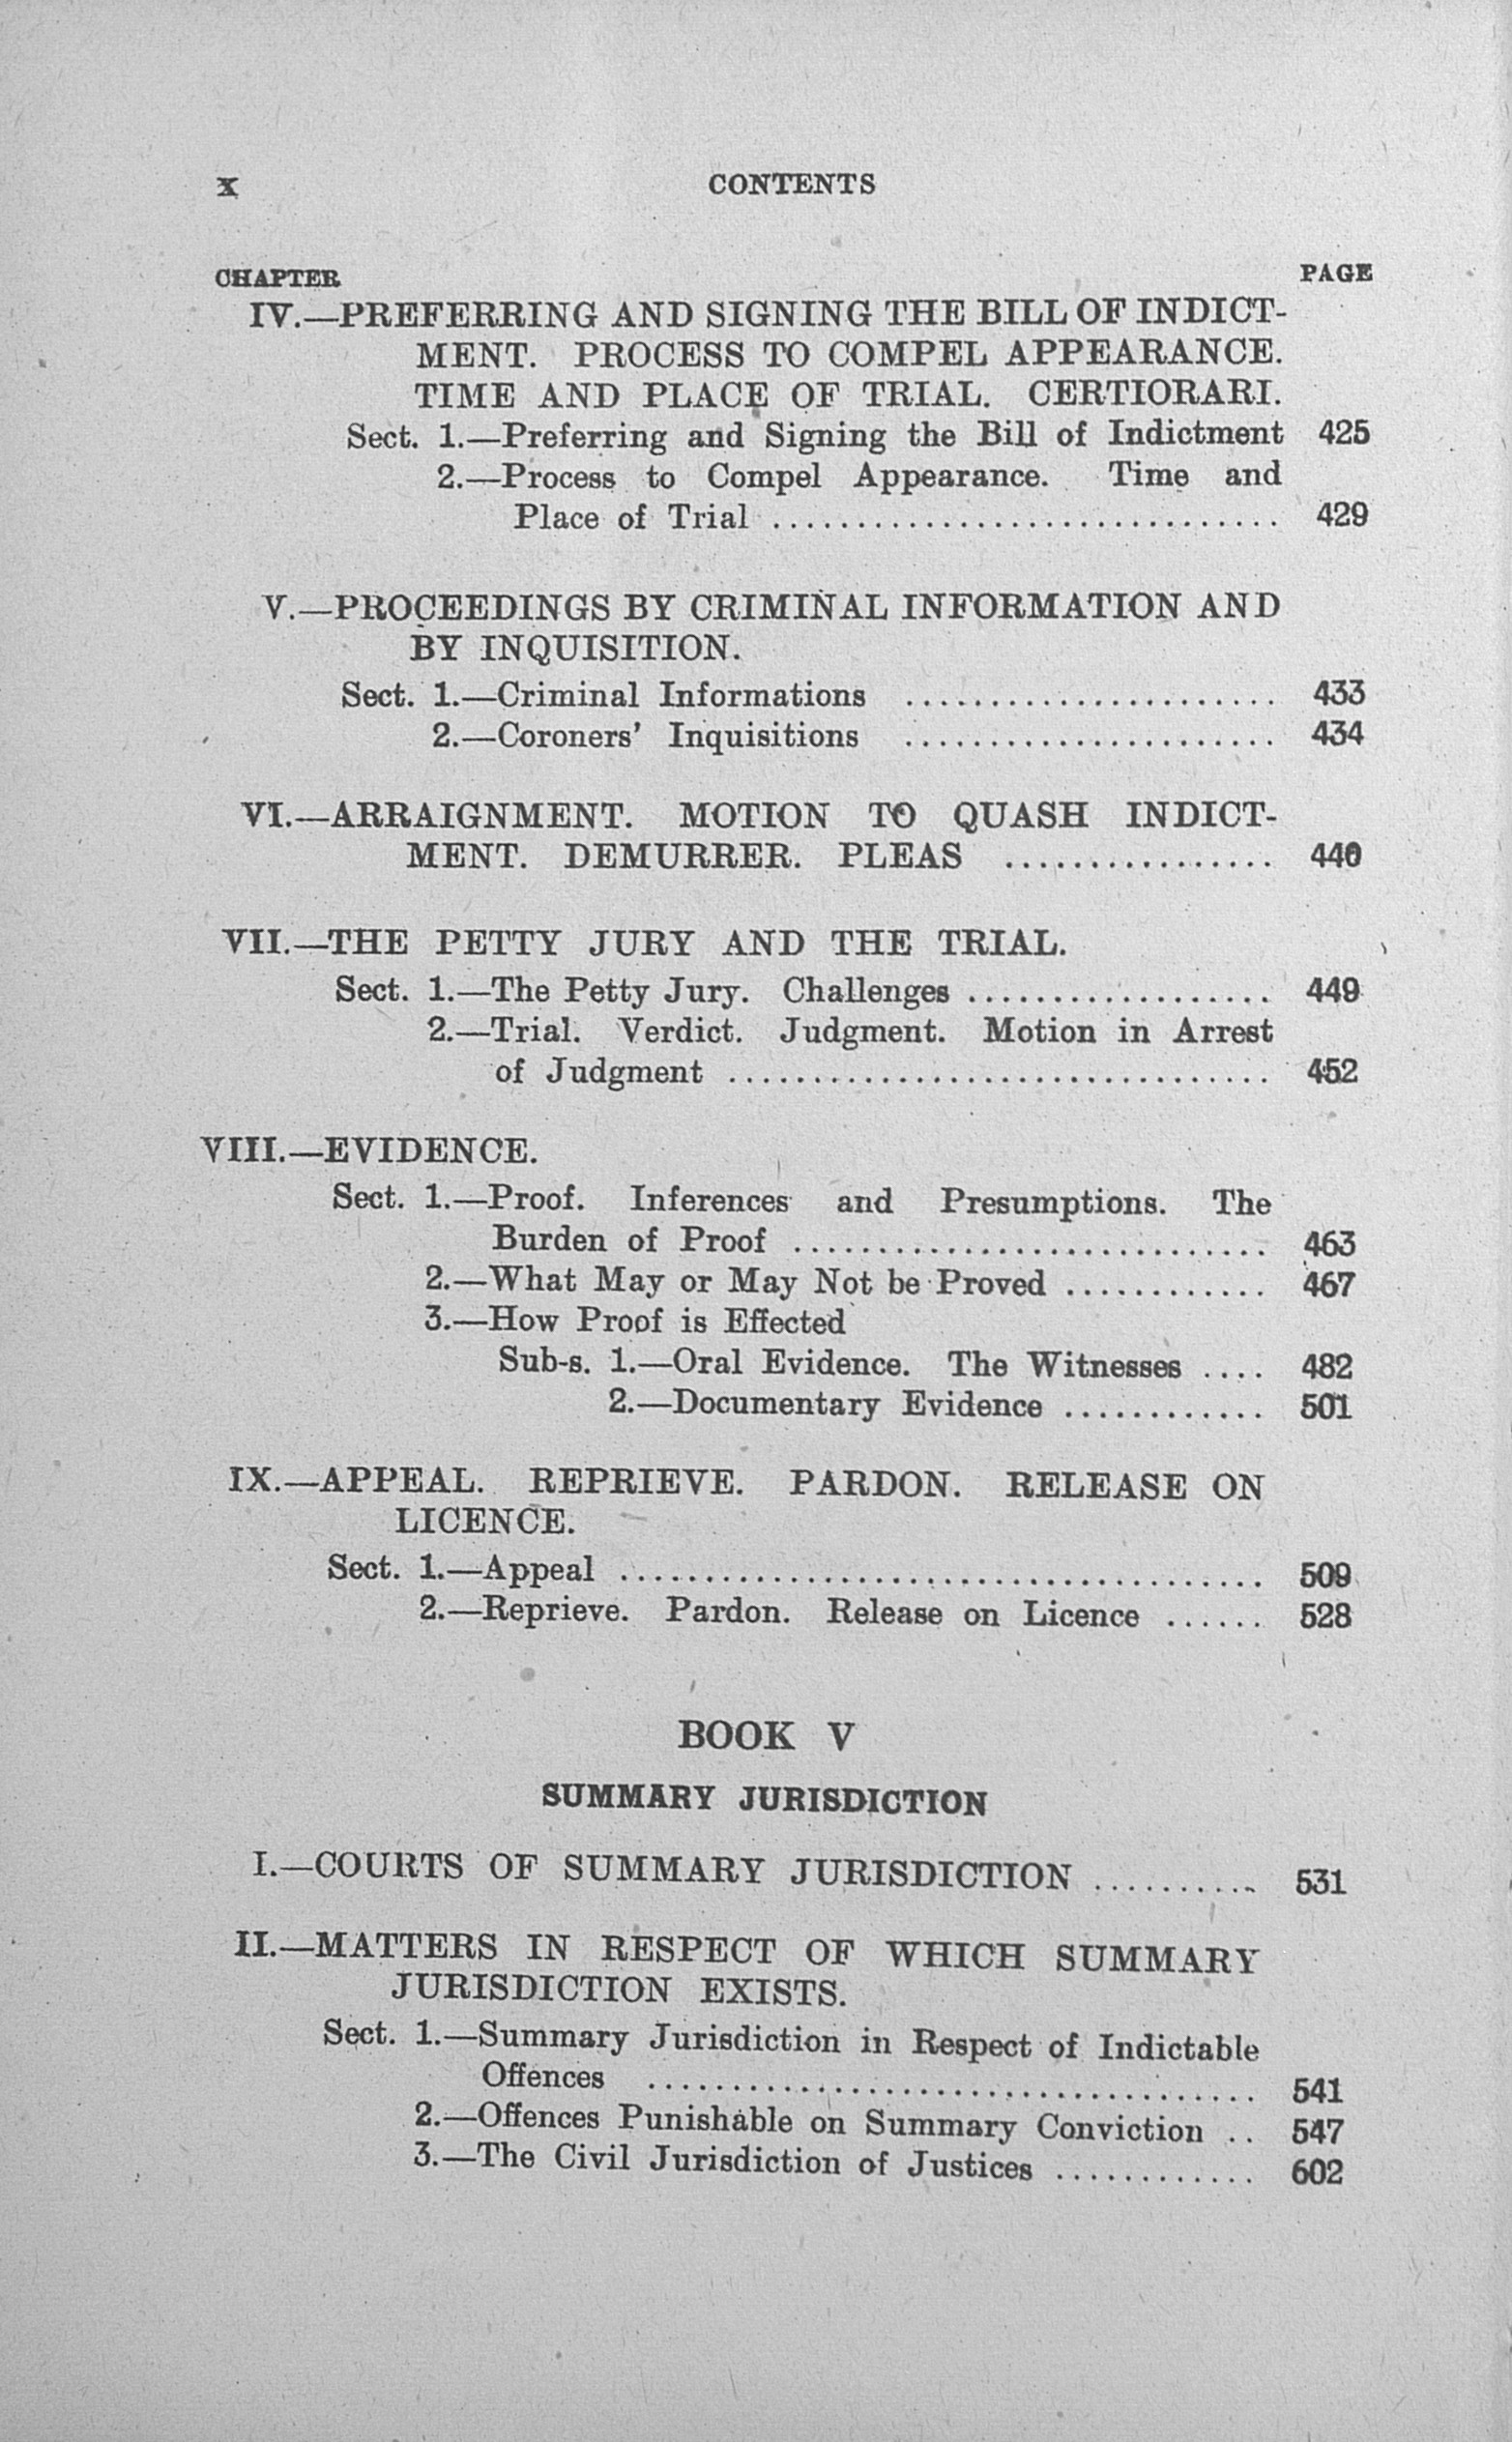 x CONTENTS
CHAPTER PAGE
IV.—PREFERRING AND SIGNING THE BILL OF INDICT-
MENT. PROCESS TO COMPEL APPEARANCE.
TIME AND PLACE OF TRIAL. CERTIORARI.
Sect. 1.—Preferring and Signing the Bill of Indictment 425
2.—Process to Compel Appearance. Time and
Place of Trial .............................. 429
V.—PROCEEDINGS BY CRIMINAL INFORMATION AND
BY INQUISITION.
Sect. 1.—Criminal Informations ...................... 433
2.—Coroners' Inquisitions ...................... 434
VI.—ARRAIGNMENT. MOTION TO QUASH INDICT-
MENT. DEMURRER. PLEAS ................ 440
VII.—THE PETTY JURY AND THE TRIAL.
Sect. 1.—The Petty Jury. Challenges .................. 449
2.—Trial. Verdict. Judgment. Motion in Arrest
of Judgment ................................ 452
VIII.—EVIDENCE.
Sect. 1.—Proof. Inferences and Presumptions. The
Burden of Proof ............................ 463
2.—What May or May Not be Proved ............ 467
3.—How Proof is Effected
Sub-s. 1.—Oral Evidence. The Witnesses .... 482
2.—Documentary Evidence ............ 501
IX.—APPEAL. REPRIEVE. PARDON. RELEASE ON
LICENCE.
Sect. 1.—Appeal ...................................... 509
2.—Reprieve. Pardon. Release on Licence ...... 528
BOOK V
SUMMARY JURISDICTION
I.—COURTS OF SUMMARY JURISDICTION .......... 531
II.—MATTERS IN RESPECT OF WHICH SUMMARY
JURISDICTION EXISTS.
Sect. 1.—Summary Jurisdiction in Respect of Indictable
Offences .................................... 541
2.—Offences Punishable on Summary Conviction .. 547
3.—The Civil Jurisdiction of Justices ............ 602